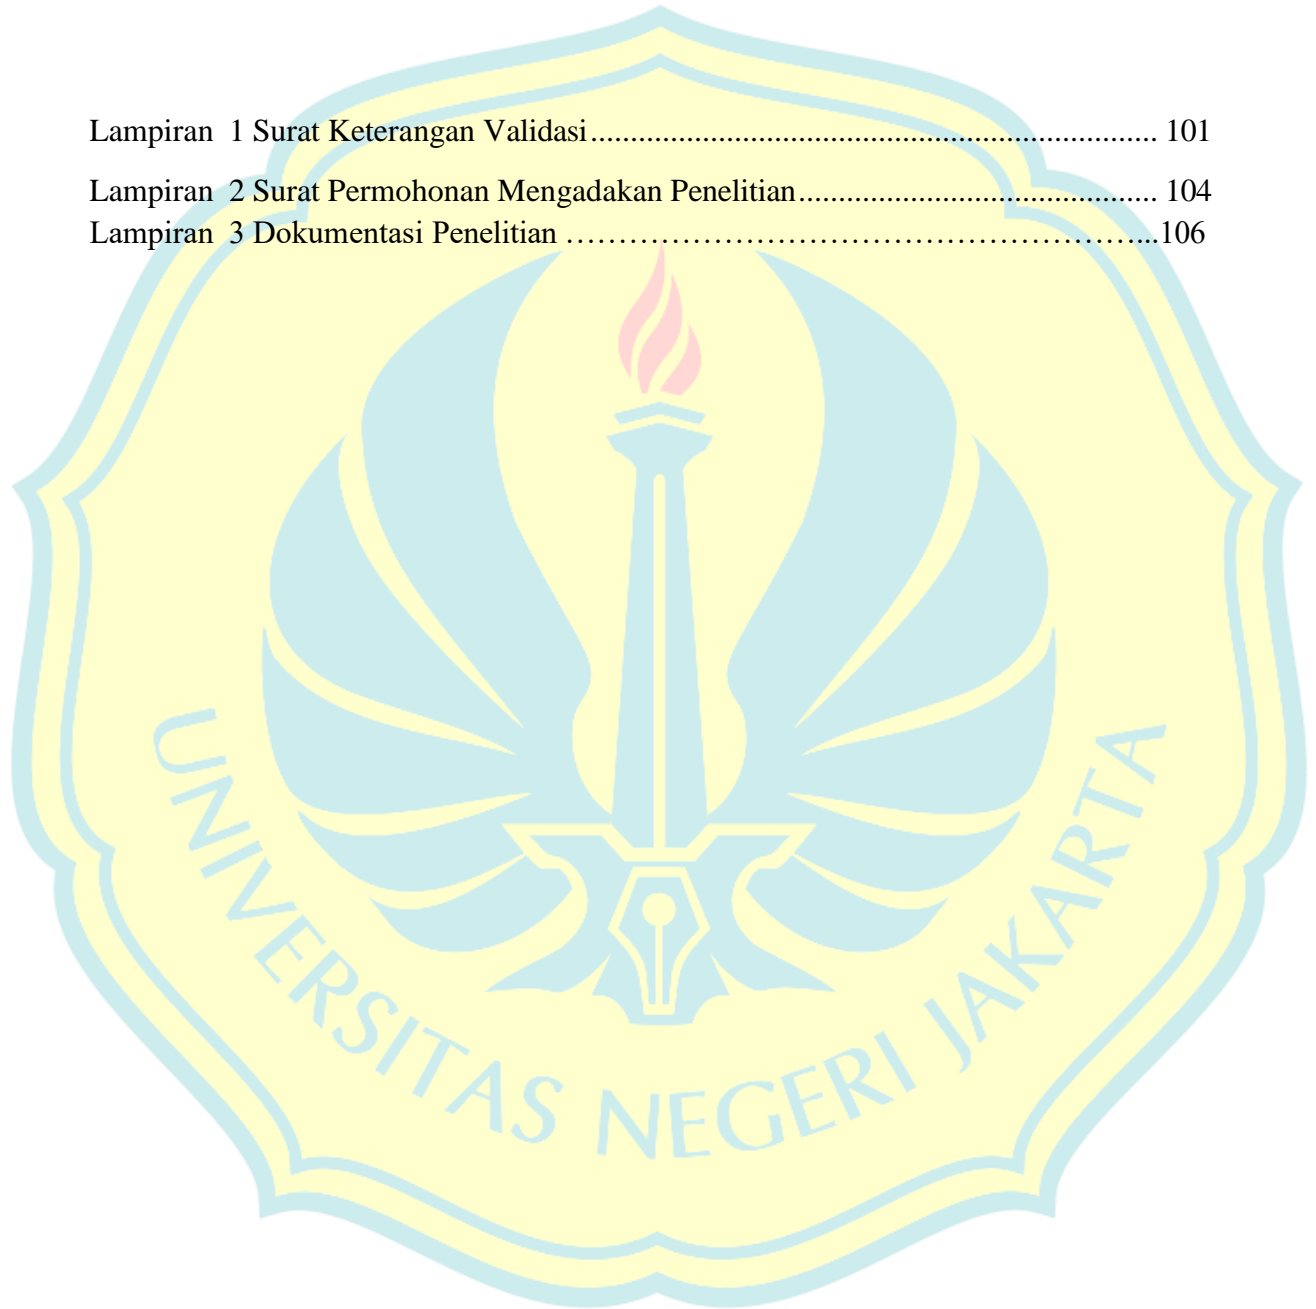 Lampiran  1 Surat Keterangan Validasi...................................................................... 101
Lampiran  2 Surat Permohonan Mengadakan Penelitian............................................ 104
Lampiran  3 Dokumentasi Penelitian ………………………………………………...106
UNIVERSITAS NEGERI JAKARTA